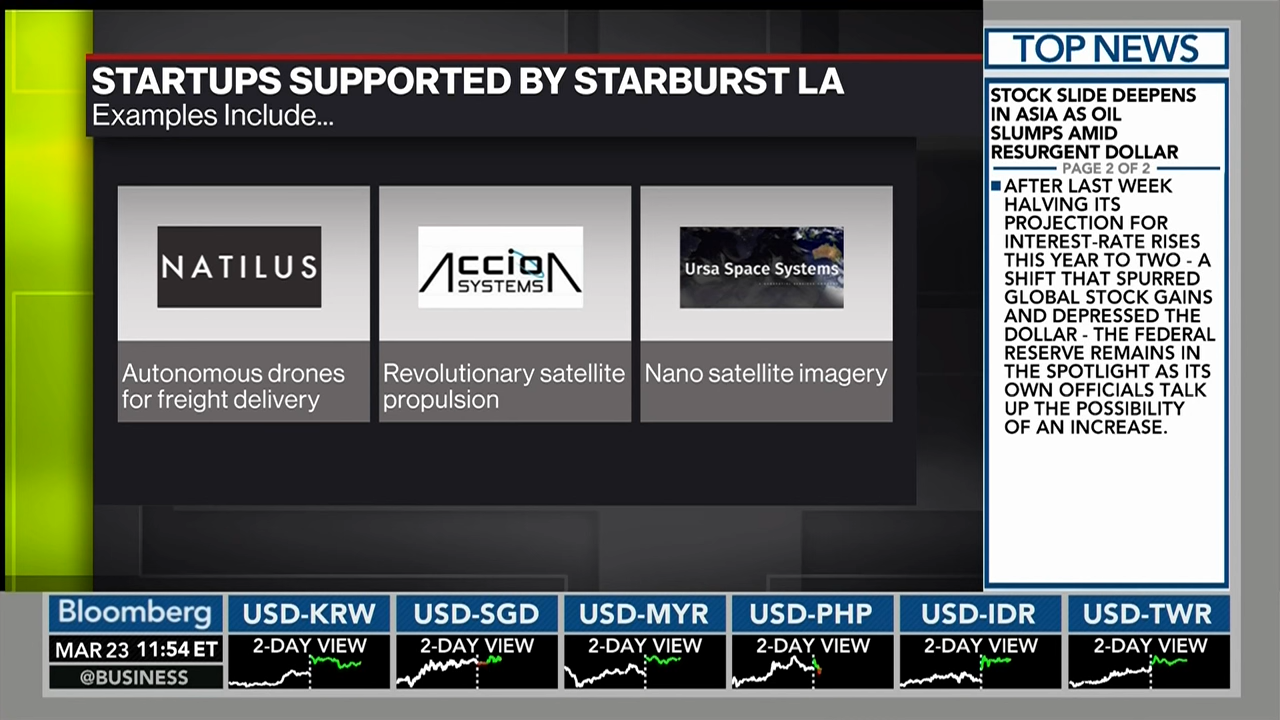 STARTUPS SUPPORTED BY STARBURST LA
Examples Include...
NATILUS
Accion
SYSTEMS
Ursa Space Systems
Autonomous drones
for freight delivery
Revolutionary satellite
propulsion
Nano satellite imagery
TOP NEWS
STOCK SLIDE DEEPENS
IN ASIA AS OIL
SLUMPS AMID
RESURGENT DOLLAR
PAGE 2 OF 2
AFTER LAST WEEK
HALVING ITS
PROJECTION FOR
INTEREST-RATE RISES
THIS YEAR TO TWO - A
SHIFT THAT SPURRED
GLOBAL STOCK GAINS
AND DEPRESSED THE
DOLLAR - THE FEDERAL
RESERVE REMAINS IN
THE SPOTLIGHT AS ITS
OWN OFFICIALS TALK
UP THE POSSIBILITY
OF AN INCREASE.
Bloomberg
MAR 23 11:54 ET
@BUSINESS
USD-KRW
2-DAY VIEW
USD-SGD
2-DAY VIEW
USD-MYR
2-DAY VIEW
USD-PHP
2-DAY VIEW
USD-IDR
2-DAY VIEW
USD-TWR
2-DAY VIEW